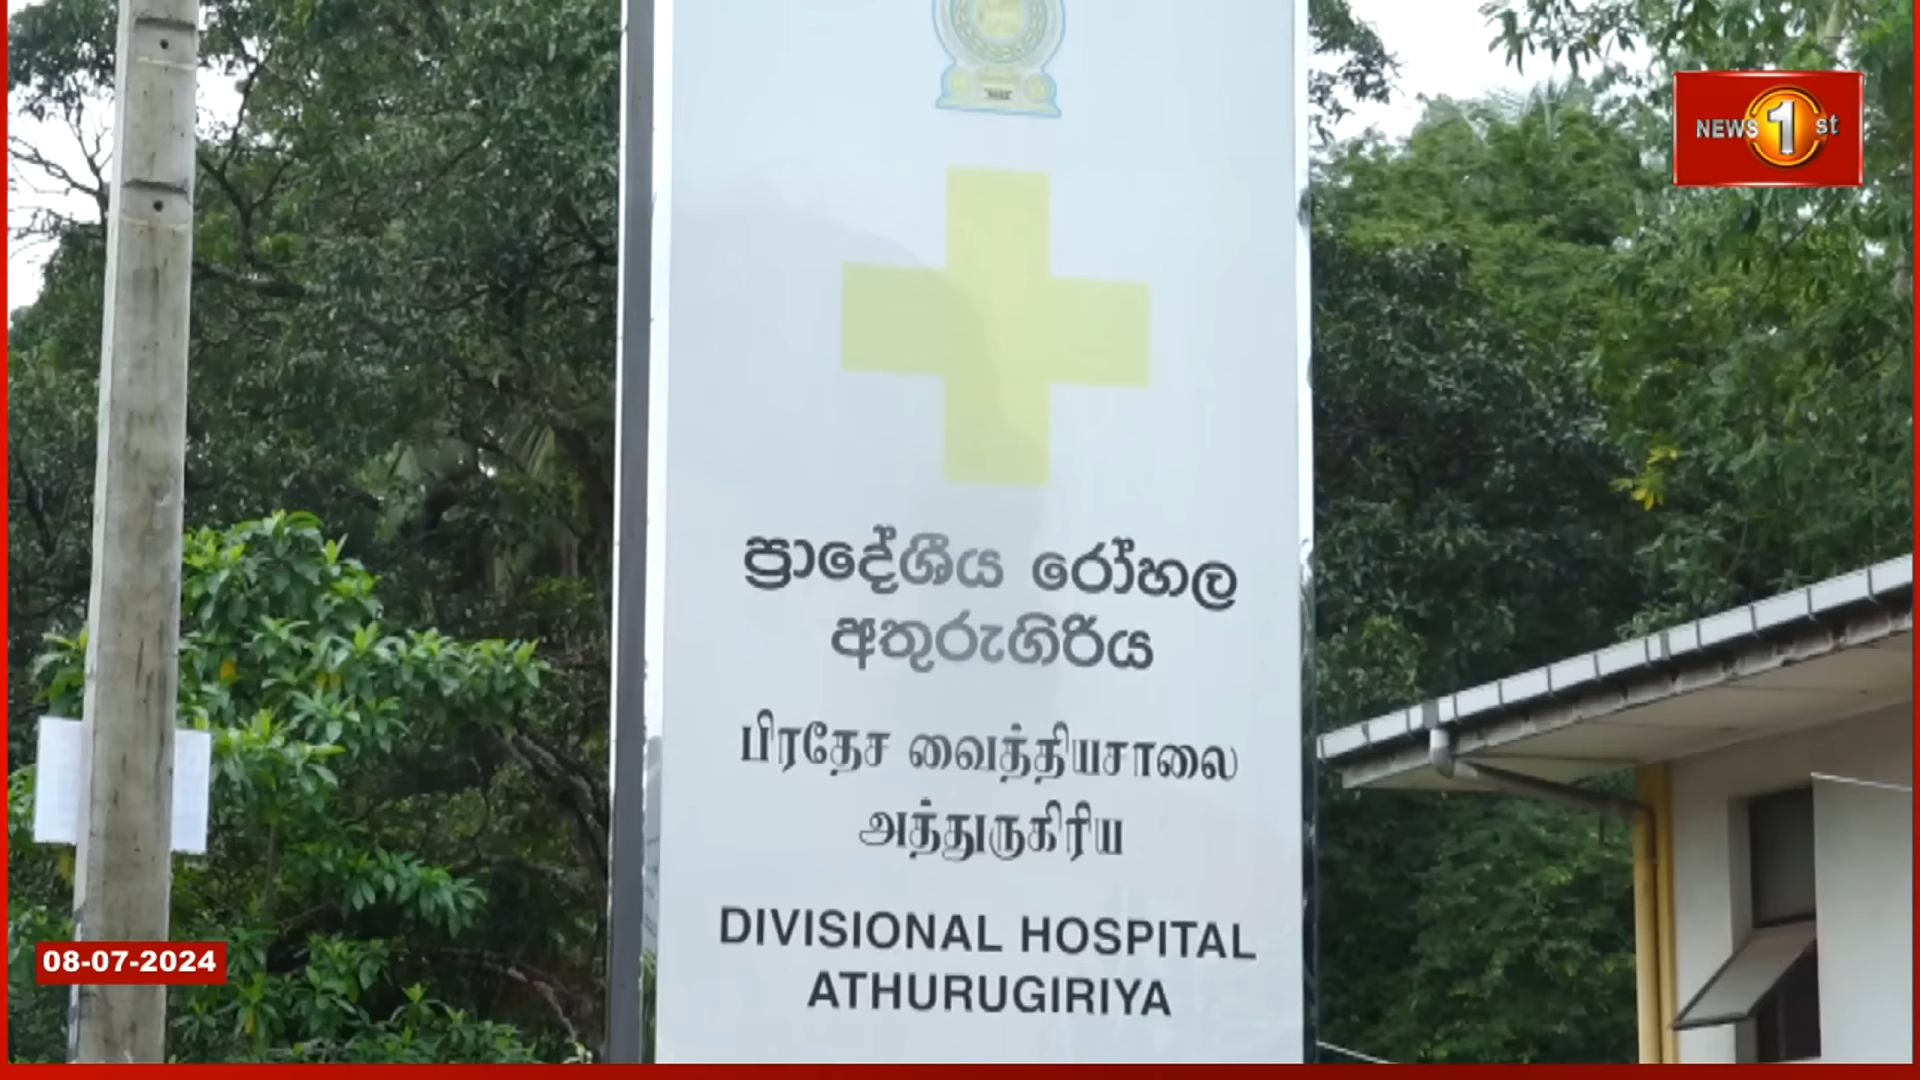 NEWS 1st
ප්‍රාදේශීය රෝහල
අතුරුගිරිය
பிரதேச வைத்தியசாலை
அத்துருகிரிய
DIVISIONAL HOSPITAL
ATHURUGIRIYA
08-07-2024